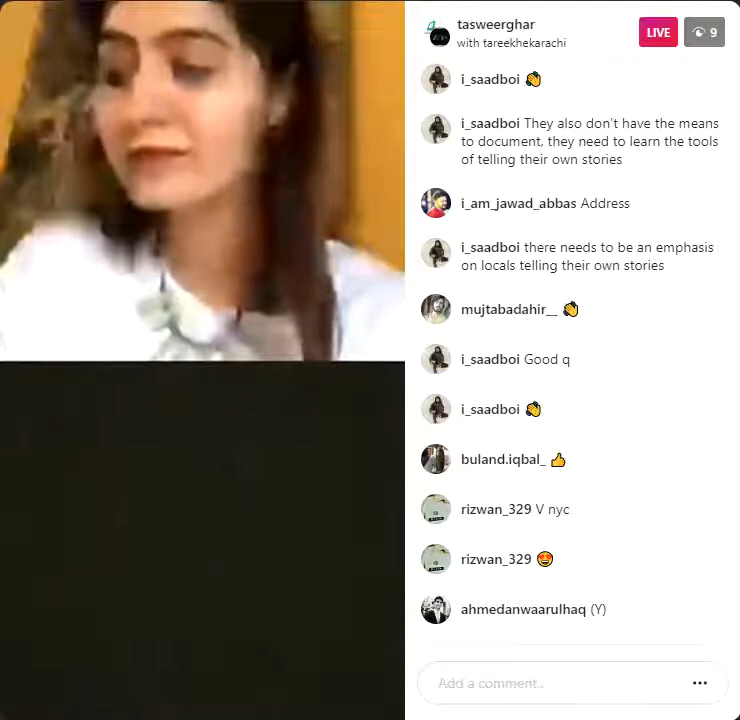 tasweerghar
with tareekhekarachi
LIVE
9
i_saadboi 👏
i_saadboi They also don't have the means
to document, they need to learn the tools
of telling their own stories
i_am_jawad_abbas Address
i_saadboi there needs to be an emphasis
on locals telling their own stories
mujtabadahir__ 👏
i_saadboi Good q
i_saadboi 👏
buland.iqbal_ 👍
rizwan_329 V nyc
rizwan_329 😍
ahmedanwaarulhaq (Y)
Add a comment..